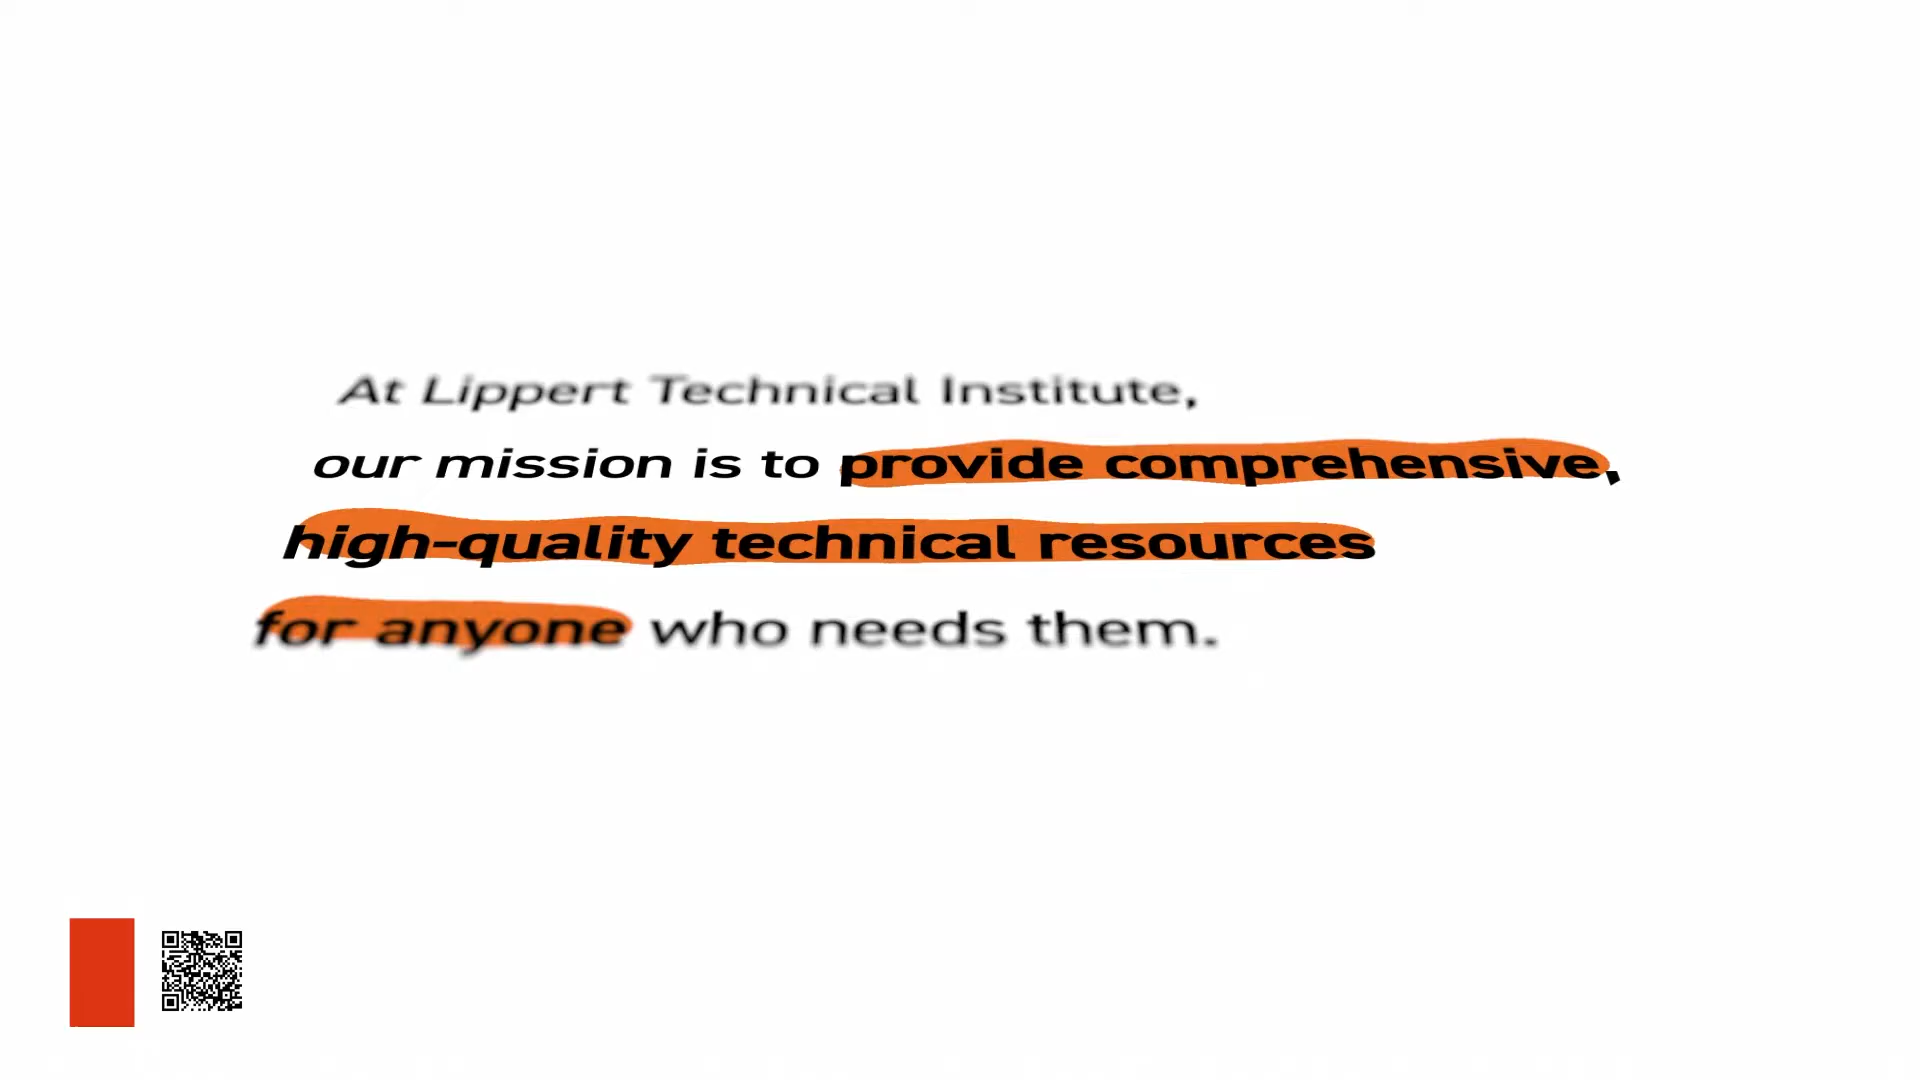 At Lippert Technical Institute,
our mission is to provide comprehensive,
high-quality technical resources
for anyone who needs them.